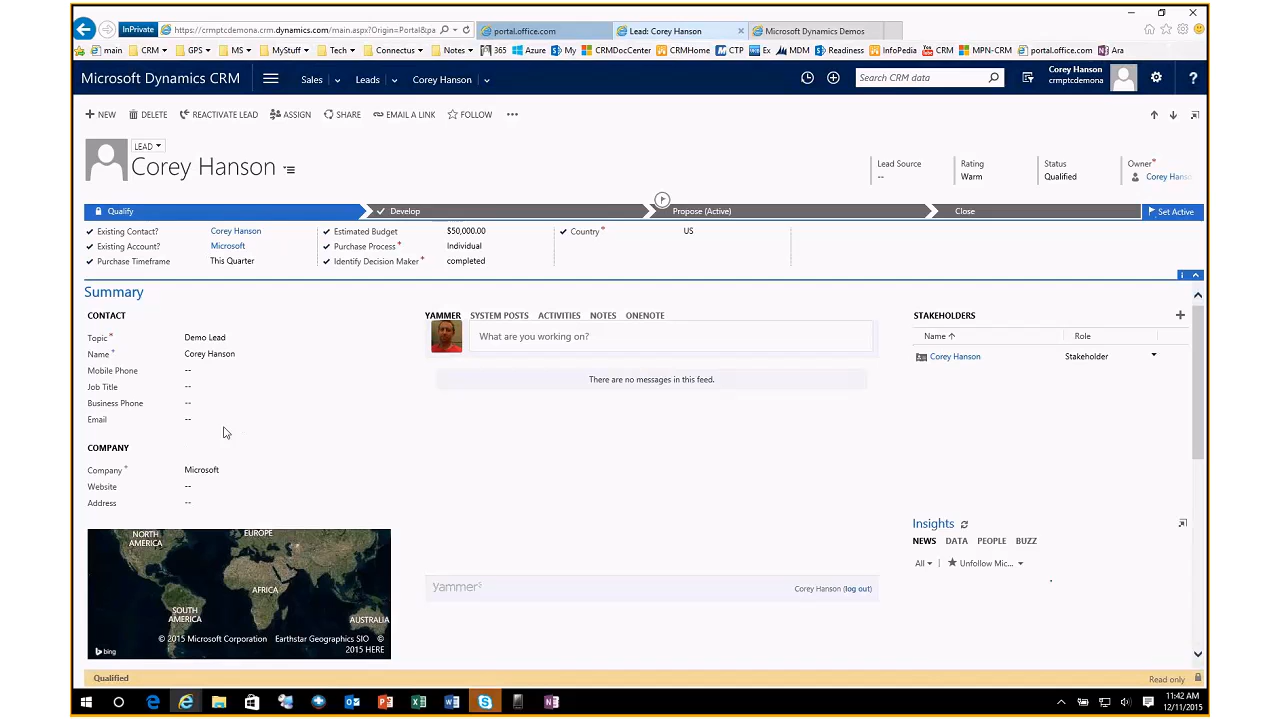 InPrivate
https://crmptcdemona.crm.dynamics.com/main.aspx?Origin=Portal&pa
portal.office.com
Lead: Corey Hanson
Microsoft Dynamics Demos
main CRM GPS MS MyStuff Tech Connectus Notes 365 Azure My CRMDocCenter CRMHome CTP Ex MDM Readiness InfoPedia CRM MPN-CRM portal.office.com Ara
Microsoft Dynamics CRM
Sales
Leads
Corey Hanson
Search CRM data
Corey Hanson
crmptcdemona
NEW DELETE REACTIVATE LEAD ASSIGN SHARE EMAIL A LINK FOLLOW
LEAD
Corey Hanson
Lead Source
--
Rating
Warm
Status
Qualified
Owner*
Corey Hanso
Qualify
Develop
Propose (Active)
Close
Set Active
Existing Contact? Corey Hanson
Existing Account? Microsoft
Purchase Timeframe This Quarter
Estimated Budget $50,000.00
Purchase Process * Individual
Identify Decision Maker * completed
Country * US
Summary
CONTACT
Topic * Demo Lead
Name * Corey Hanson
Mobile Phone --
Job Title --
Business Phone --
Email --
COMPANY
Company * Microsoft
Website --
Address --
NORTH AMERICA
EUROPE
AFRICA
SOUTH AMERICA
AUSTRALIA
© 2015 Microsoft Corporation Earthstar Geographics SIO © 2015 HERE
bing
YAMMER SYSTEM POSTS ACTIVITIES NOTES ONENOTE
What are you working on?
There are no messages in this feed.
yammer
Corey Hanson (log out)
STAKEHOLDERS
Name Role
Corey Hanson Stakeholder
Insights
NEWS DATA PEOPLE BUZZ
All
Unfollow Mic...
Qualified
Read only
11:42 AM
12/11/2015